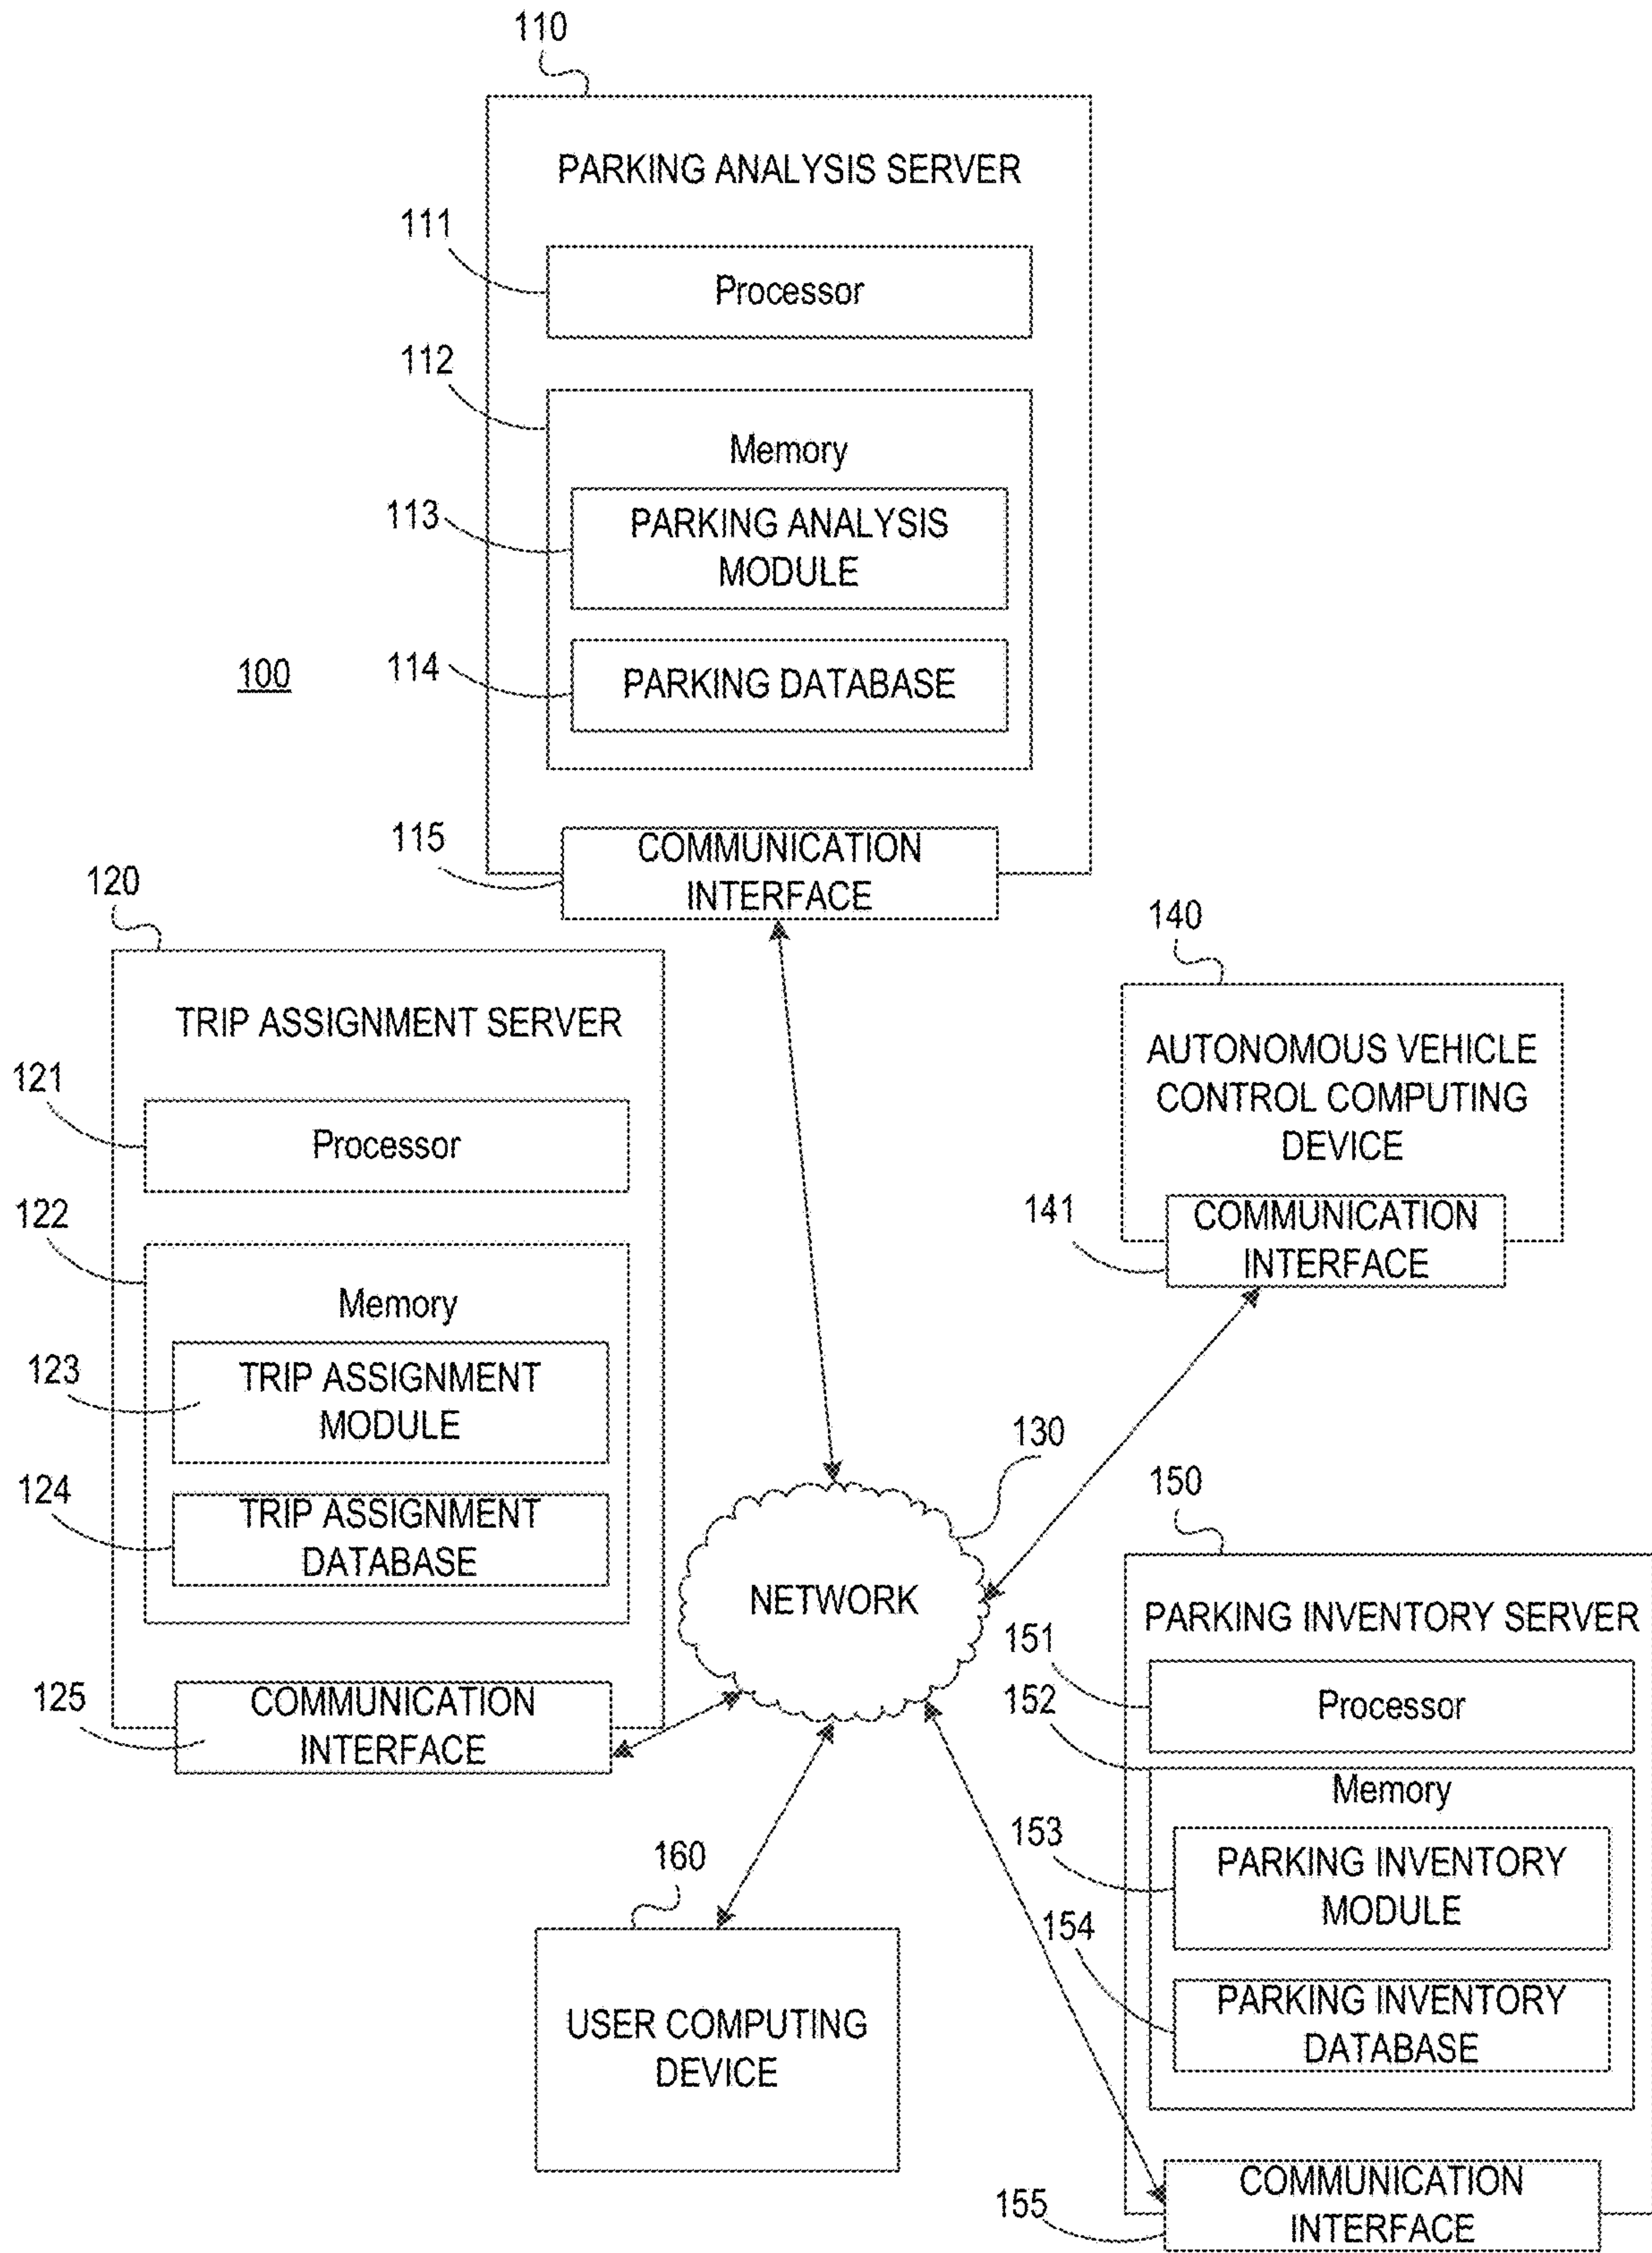 110
PARKING ANALYSIS SERVER
111
Processor
112
Memory
113
PARKING ANALYSIS
MODULE
100
114
PARKING DATABASE
115
COMMUNICATION
INTERFACE
120
TRIP ASSIGNMENT SERVER
121
Processor
122
Memory
123
TRIP ASSIGNMENT
MODULE
124
TRIP ASSIGNMENT
DATABASE
125
COMMUNICATION
INTERFACE
140
AUTONOMOUS VEHICLE
CONTROL COMPUTING
DEVICE
141
COMMUNICATION
INTERFACE
130
NETWORK
150
PARKING INVENTORY SERVER
151
Processor
152
Memory
153
PARKING INVENTORY
MODULE
154
PARKING INVENTORY
DATABASE
155
COMMUNICATION
INTERFACE
160
USER COMPUTING
DEVICE